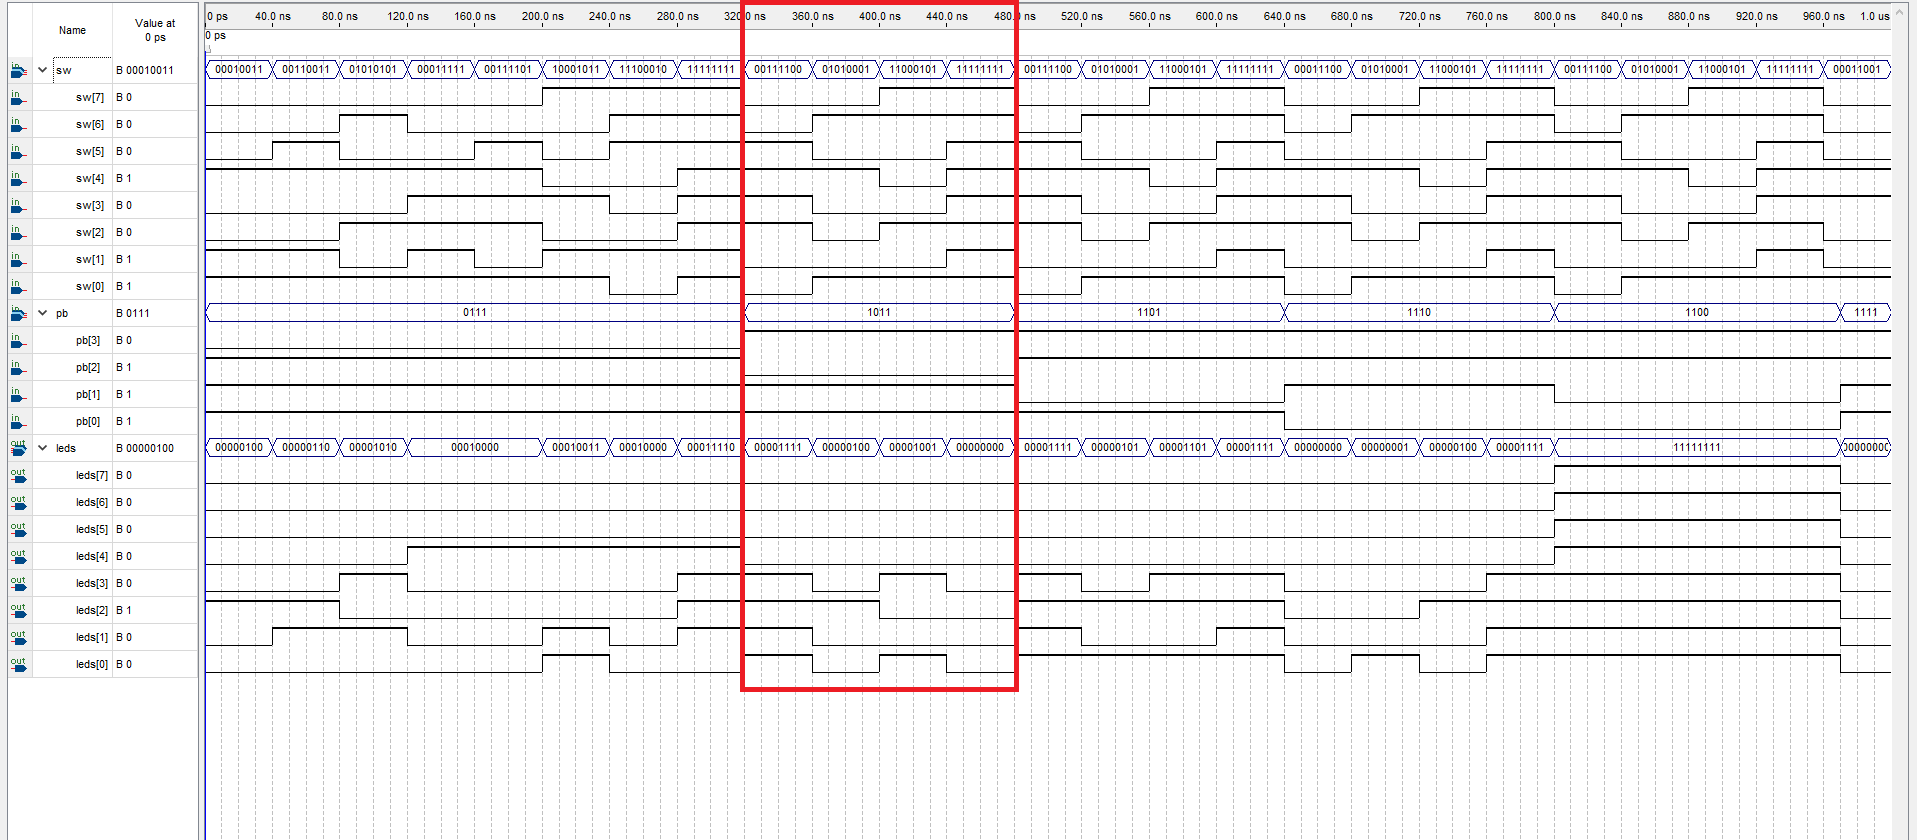 Name
Value at
0 ps
0 ps 40.0 ns 80.0 ns 120.0 ns 160.0 ns 200.0 ns 240.0 ns 280.0 ns 320.0 ns 360.0 ns 400.0 ns 440.0 ns 480.0 ns 520.0 ns 560.0 ns 600.0 ns 640.0 ns 680.0 ns 720.0 ns 760.0 ns 800.0 ns 840.0 ns 880.0 ns 920.0 ns 960.0 ns 1.0 us
0 ps
in sw B 00010011 00010011 00110011 01010101 00011111 00111101 10001011 11100010 11111111 00111100 01010001 11000101 11111111 00111100 01010001 11000101 11111111 00011100 01010001 11000101 11111111 00111100 01010001 11000101 11111111 00011001
in sw[7] B 0
in sw[6] B 0
in sw[5] B 0
in sw[4] B 1
in sw[3] B 0
in sw[2] B 0
in sw[1] B 1
in sw[0] B 1
in pb B 0111 0111 1011 1101 1110 1100 1111
in pb[3] B 0
in pb[2] B 1
in pb[1] B 1
in pb[0] B 1
out leds B 00000100 00000100 00000110 00001010 00010000 00010011 00010000 00011110 00001111 00000100 00001001 00000000 00001111 00000101 00001101 00001111 00000000 00000001 00000100 00001111 11111111 00000000
out leds[7] B 0
out leds[6] B 0
out leds[5] B 0
out leds[4] B 0
out leds[3] B 0
out leds[2] B 1
out leds[1] B 0
out leds[0] B 0